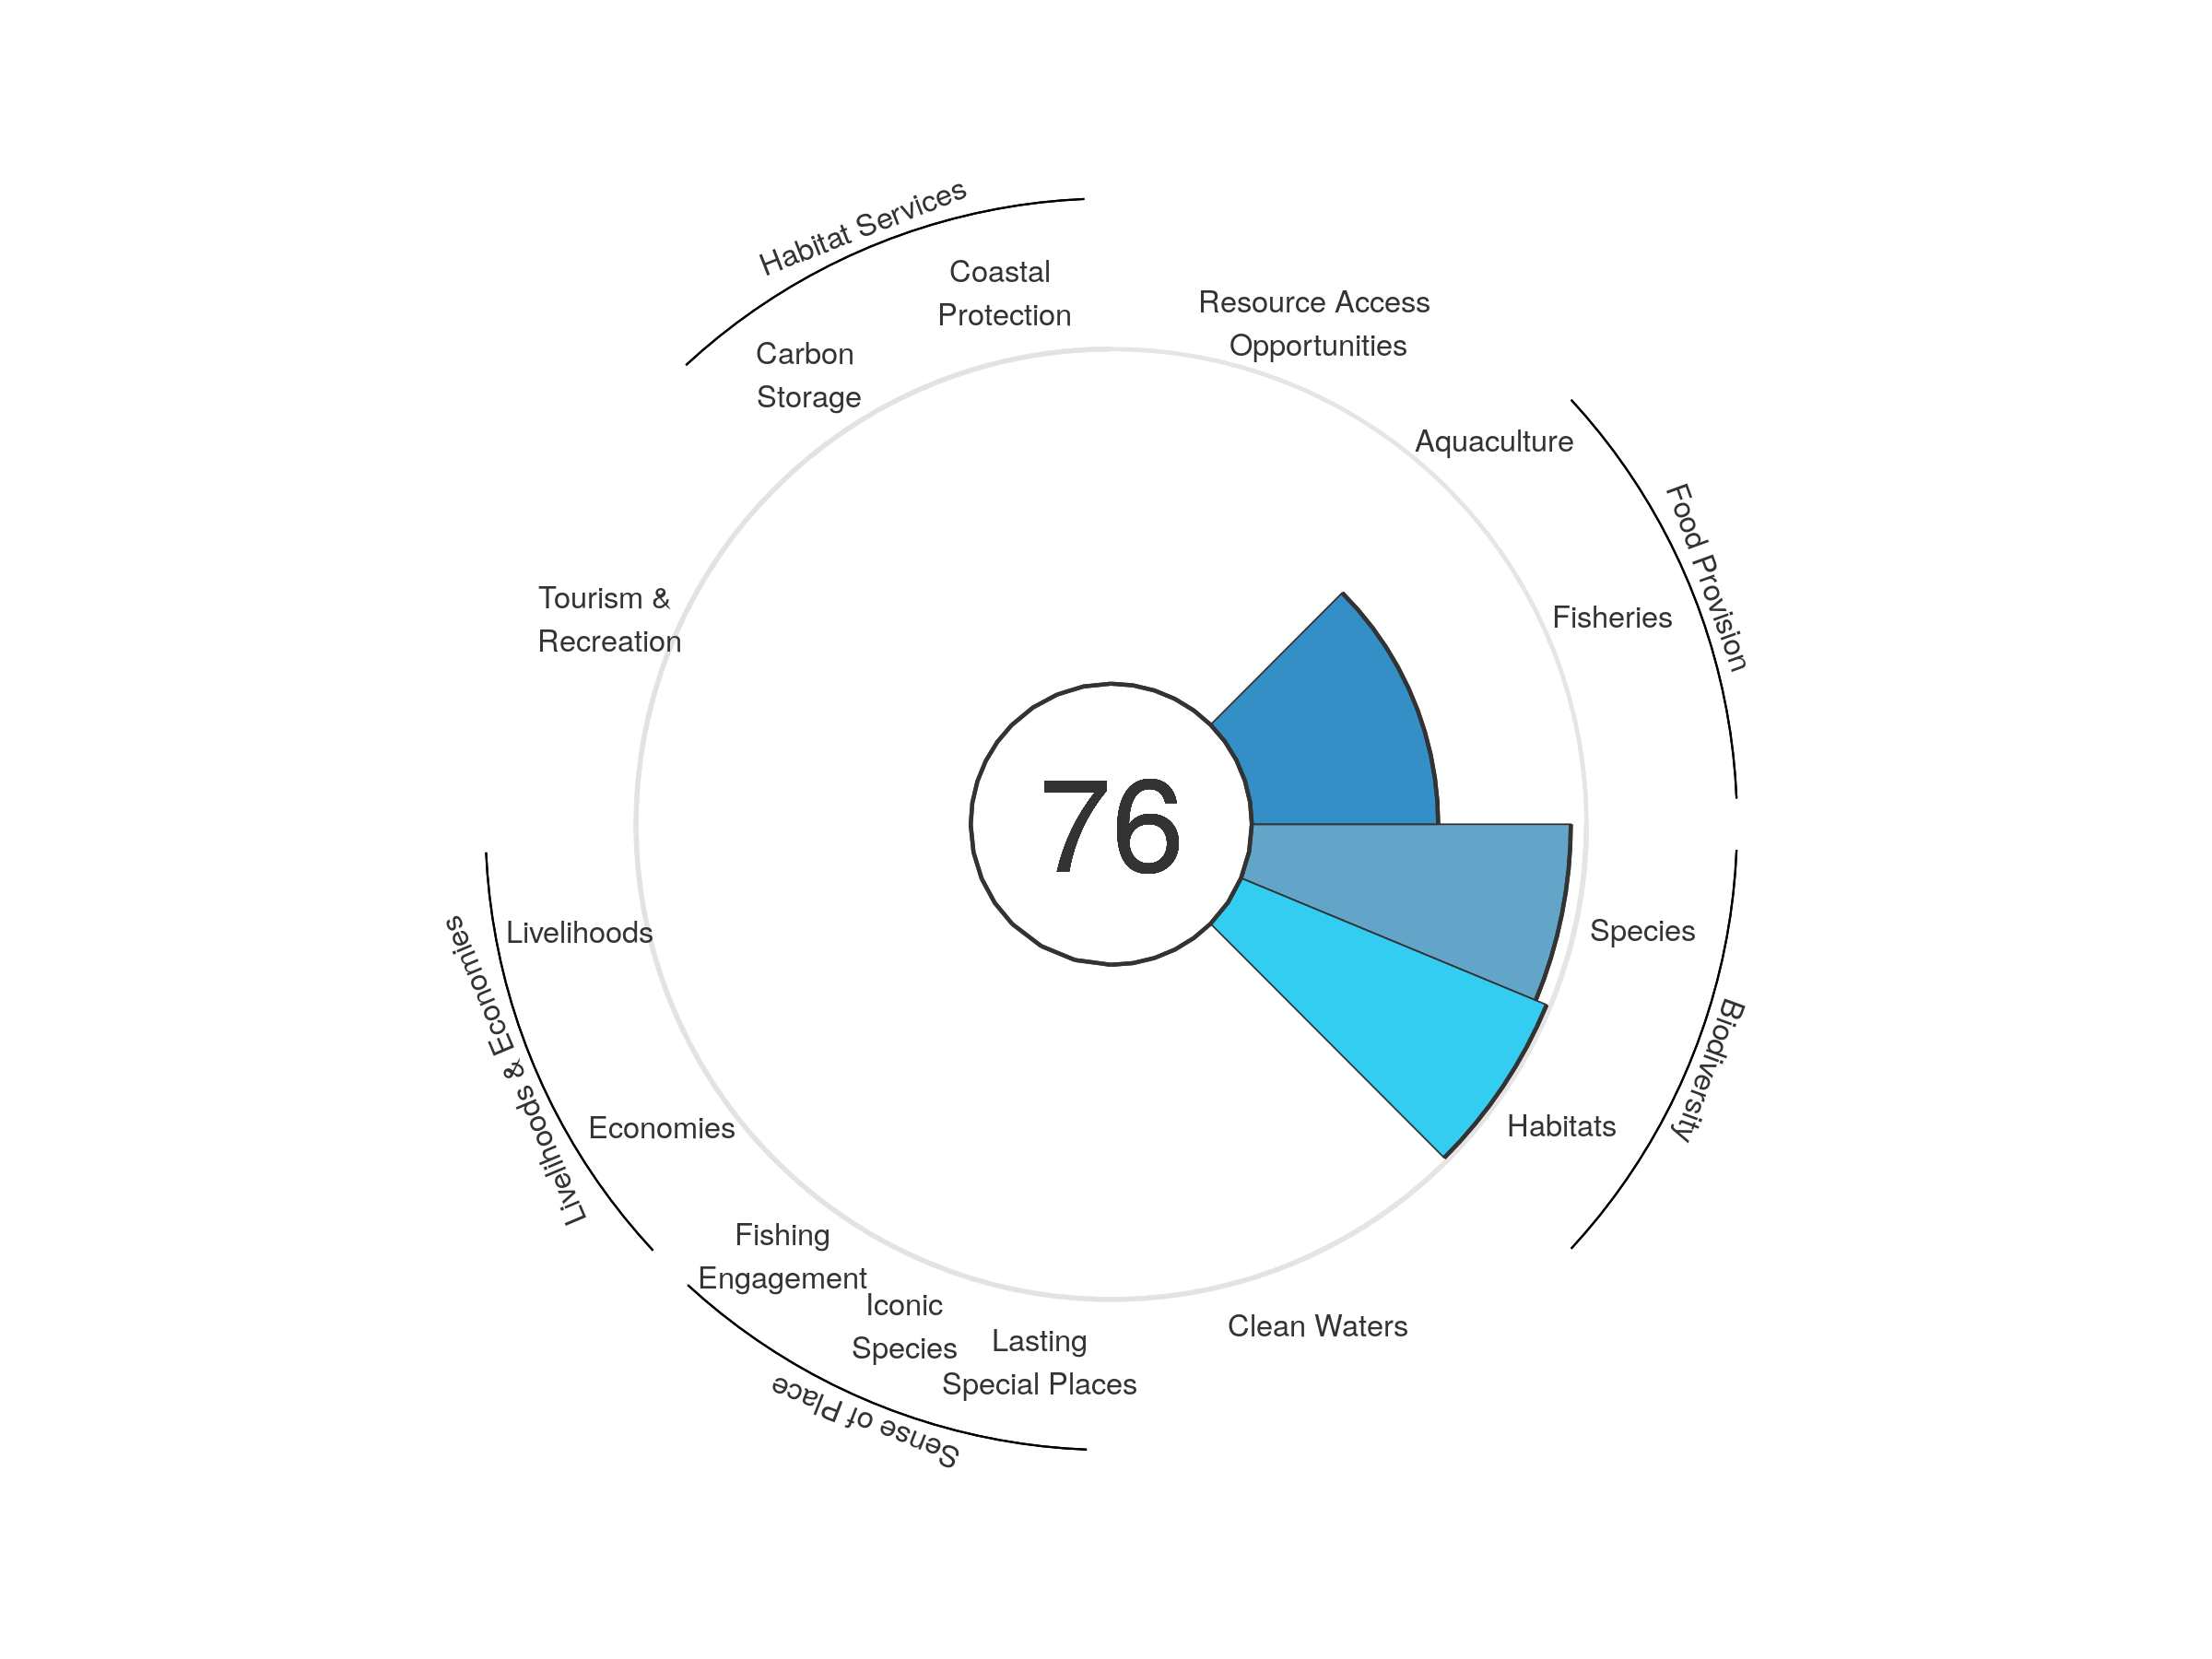 Habitat Services
Coastal
Protection
Resource Access
Opportunities
Carbon
Storage
Aquaculture
Food Provision
Fisheries
Tourism &
Recreation
76
Livelihoods
Species
Livelihoods & Economies
Biodiversity
Economies
Habitats
Fishing
Engagement
Iconic
Species
Lasting
Special Places
Clean Waters
Sense of Place